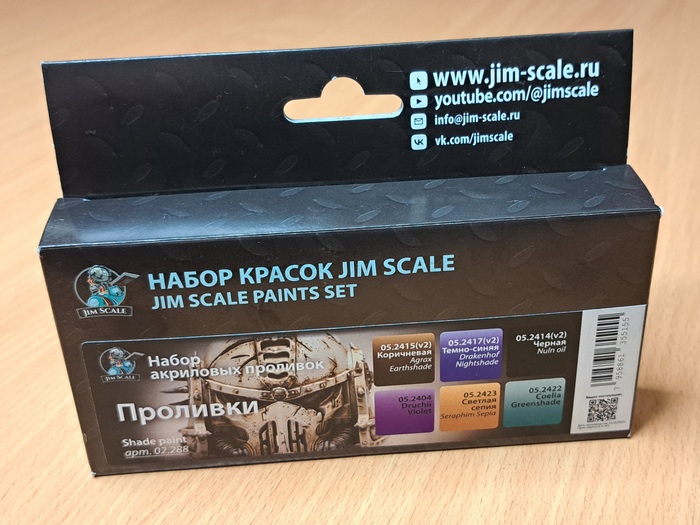 www.jim-scale.ru
youtube.com/@jimscale
info@jim-scale.ru
vk.com/jimscale
JIM SCALE
НАБОР КРАСОК JIM SCALE
JIM SCALE PAINTS SET
JIM SCALE
Набор
акриловых проливок
Проливки
Shade paint
арт. 02.288
05.2415(v2)
Коричневая
Agrax
Earthshade
05.2417(v2)
Темно-синяя
Drakenhof
Nightshade
05.2414(v2)
Черная
Nuln oil
05.2404
Druchii
Violet
05.2423
Светлая
сепия
Seraphim Sepia
05.2422
Coelia
Greenshade